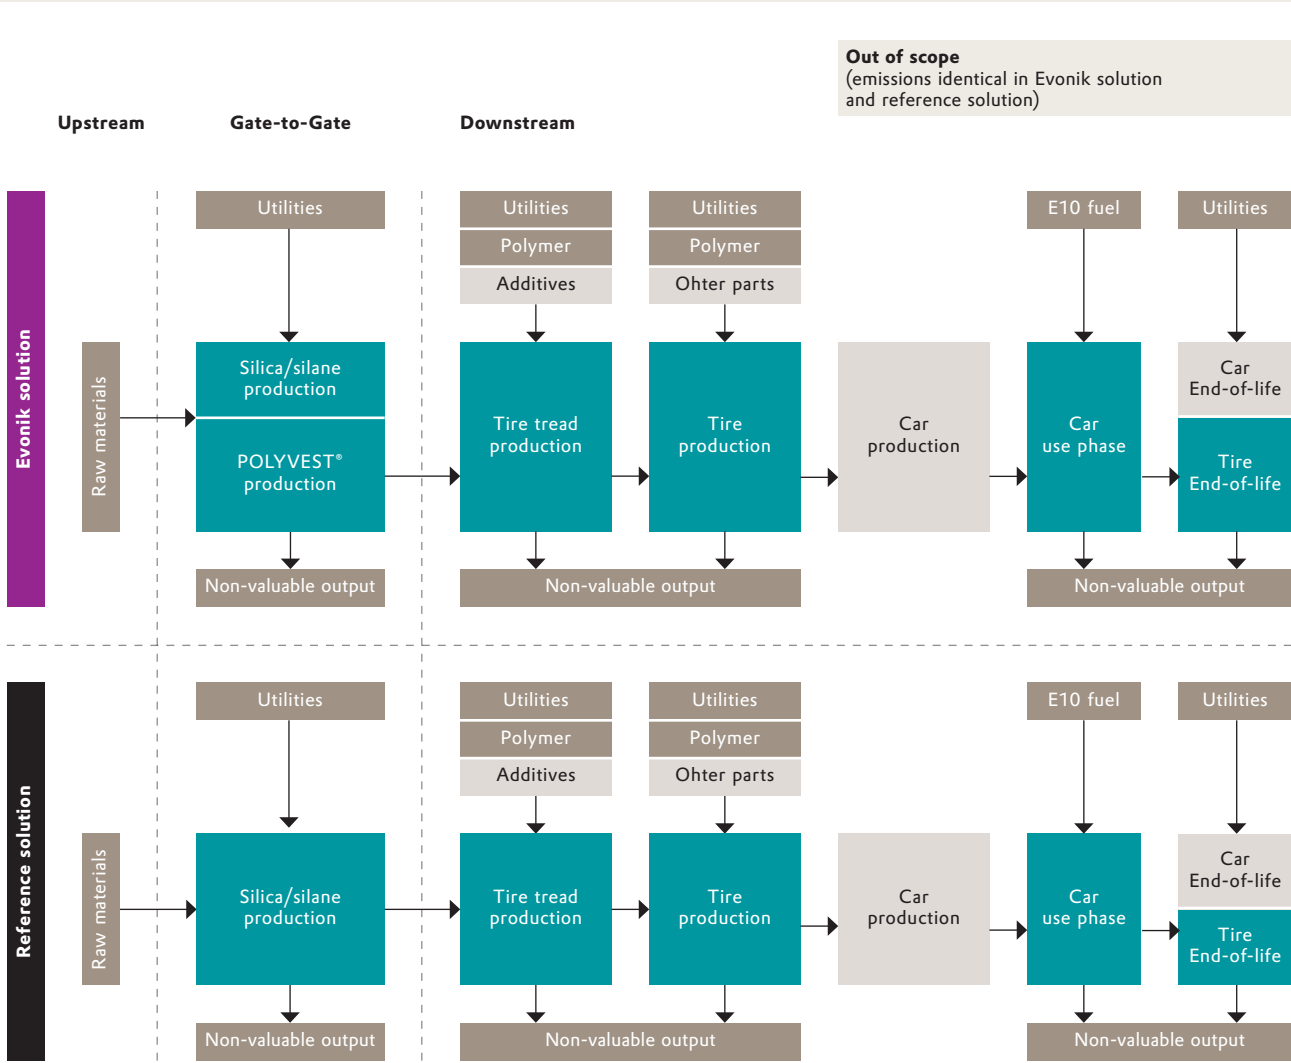 Out of scope
(emissions identical in Evonik solution
and reference solution)
Upstream
Gate-to-Gate
Downstream
Evonik solution
Utilities
Utilities
Utilities
E10 fuel
Utilities
Polymer
Polymer
Additives
Ohter parts
Raw materials
Silica/silane
production
POLYVEST®
production
Tire tread
production
Tire
production
Car
production
Car
use phase
Car
End-of-life
Tire
End-of-life
Non-valuable output
Non-valuable output
Non-valuable output
Reference solution
Utilities
Utilities
Utilities
E10 fuel
Utilities
Polymer
Polymer
Additives
Ohter parts
Raw materials
Silica/silane
production
Tire tread
production
Tire
production
Car
production
Car
use phase
Car
End-of-life
Tire
End-of-life
Non-valuable output
Non-valuable output
Non-valuable output